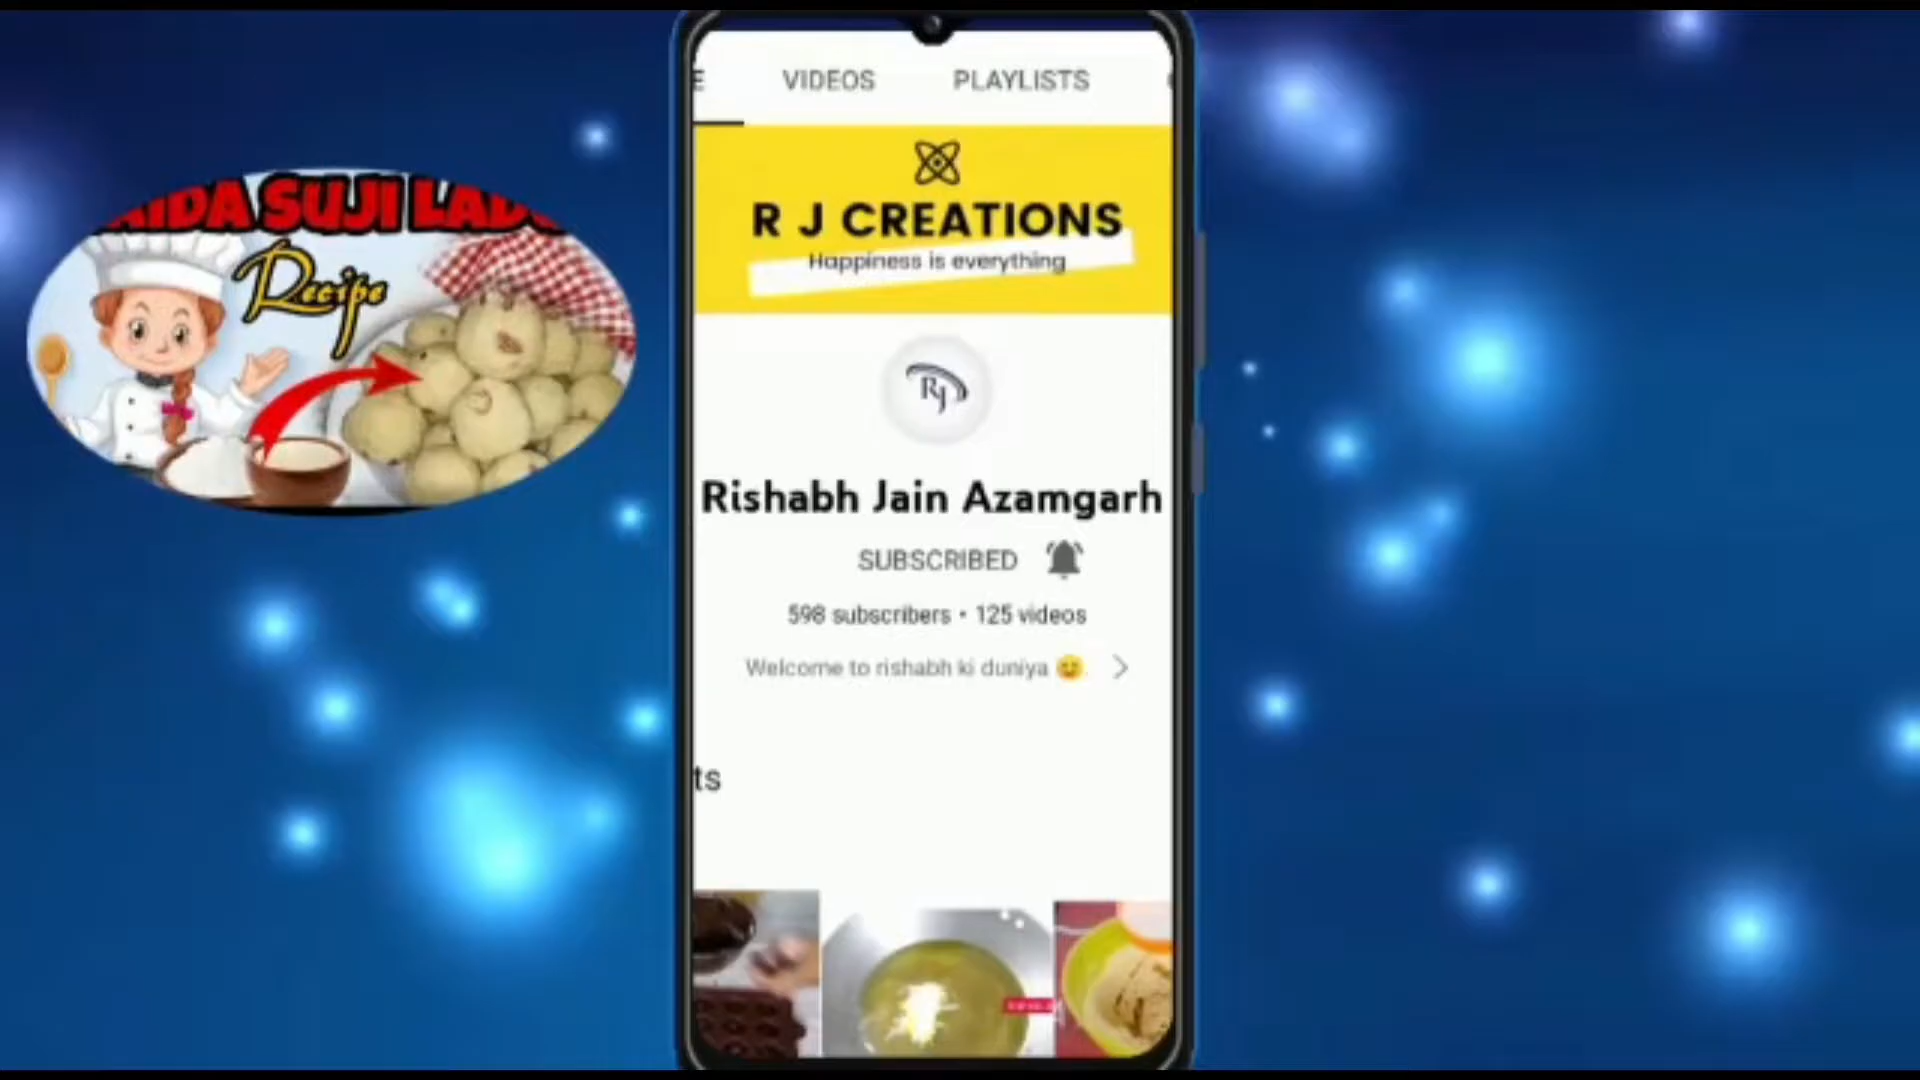 SUJI
Recipe
VIDEOS PLAYLISTS
R J CREATIONS
Happiness is everything
RJ
Rishabh Jain Azamgarh
SUBSCRIBED
598 subscribers • 125 videos
Welcome to rishabh ki duniya 😊
ts